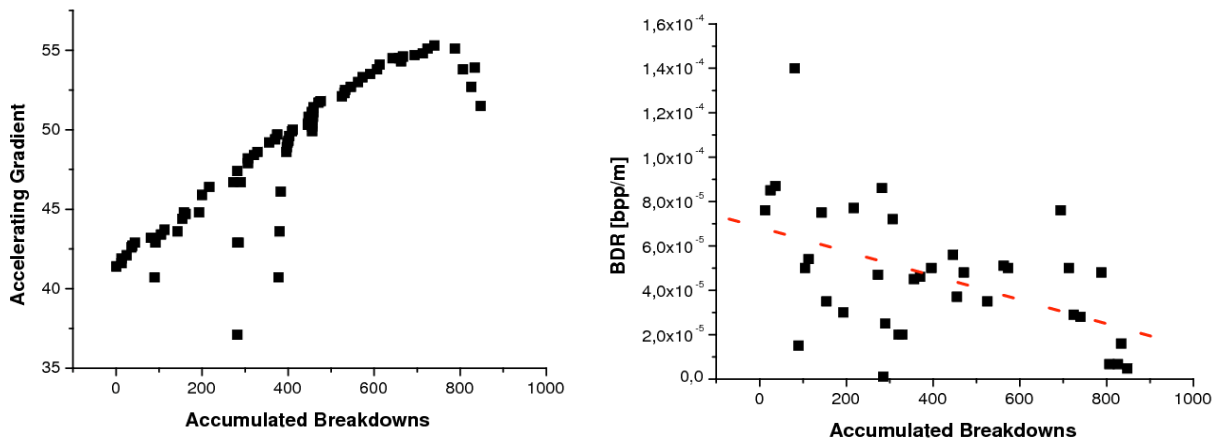 Accelerating Gradient
55
50
45
40
35
0 200 400 600 800 1000
Accumulated Breakdowns
BDR [bpp/m]
1,6x10⁻⁴
1,4x10⁻⁴
1,2x10⁻⁴
1,0x10⁻⁴
8,0x10⁻⁵
6,0x10⁻⁵
4,0x10⁻⁵
2,0x10⁻⁵
0,0
0 200 400 600 800 1000
Accumulated Breakdowns